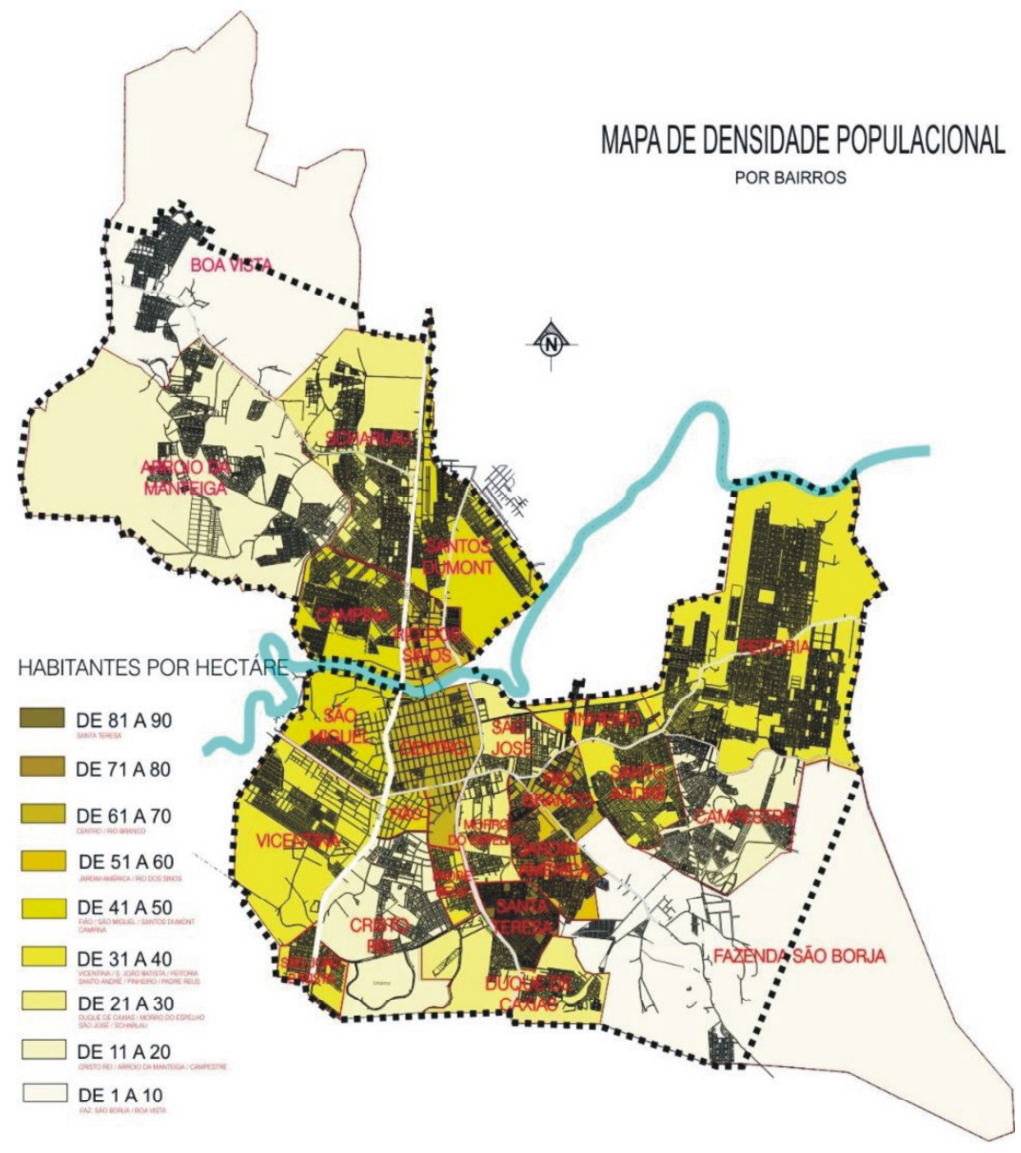 MAPA DE DENSIDADE POPULACIONAL
POR BAIRROS
BOA VISTA
N
SCHARLAU
ARROIO DA
MANTEIGA
SANTOS
DUMONT
CAMPINA
RIO DOS
SINOS
FEITORIA
SÃO
MIGUEL
CENTRO
SÃO
JOSÉ
PINHEIRO
RIO
BRANCO
SANTO
ANDRÉ
CAMPESTRE
FIÃO
MORRO
DO ESPELHO
VICENTINA
JARDIM
AMÉRICA
PADRE
REUS
SANTA
TERESA
CRISTO
REI
FAZENDA SÃO BORJA
SÃO JOÃO
BATISTA
DUQUE DE
CAXIAS
HABITANTES POR HECTÁRE
DE 81 A 90
SANTA TERESA
DE 71 A 80
DE 61 A 70
CENTRO / RIO BRANCO
DE 51 A 60
JARDIM AMÉRICA / RIO DOS SINOS
DE 41 A 50
FIÃO / SÃO MIGUEL / SANTOS DUMONT
CAMPINA
DE 31 A 40
VICENTINA / S. JOÃO BATISTA / FEITORIA
SANTO ANDRÉ / PINHEIRO / PADRE REUS
DE 21 A 30
DUQUE DE CAXIAS / MORRO DO ESPELHO
SÃO JOSÉ / SCHARLAU
DE 11 A 20
CRISTO REI / ARROIO DA MANTEIGA / CAMPESTRE
DE 1 A 10
FAZ. SÃO BORJA / BOA VISTA